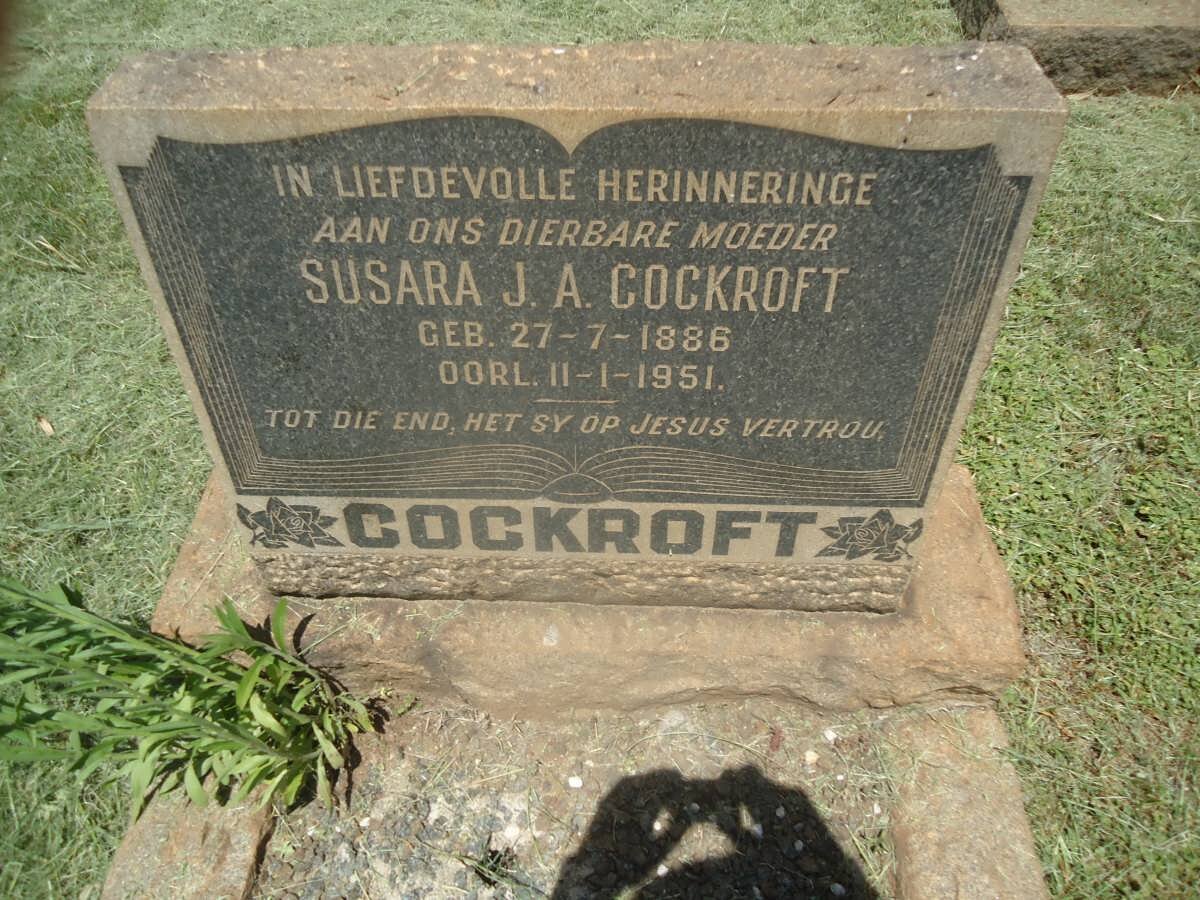 IN LIEFDEVOLLE HERINNERINGE
AAN ONS DIERBARE MOEDER
SUSARA J. A. COCKROFT
GEB. 27-7-1886
OORL. 11-1-1951.
TOT DIE END, HET SY OP JESUS VERTROU.
COCKROFT